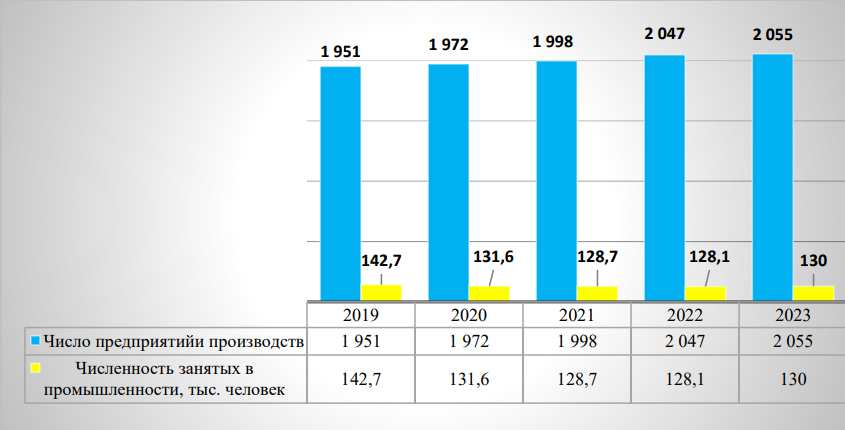 1 951
1 972
1 998
2 047
2 055
142,7
131,6
128,7
128,1
130
2019 2020 2021 2022 2023
Число предприятийи производств 1 951 1 972 1 998 2 047 2 055
Численность занятых в
промышленности, тыс. человек 142,7 131,6 128,7 128,1 130